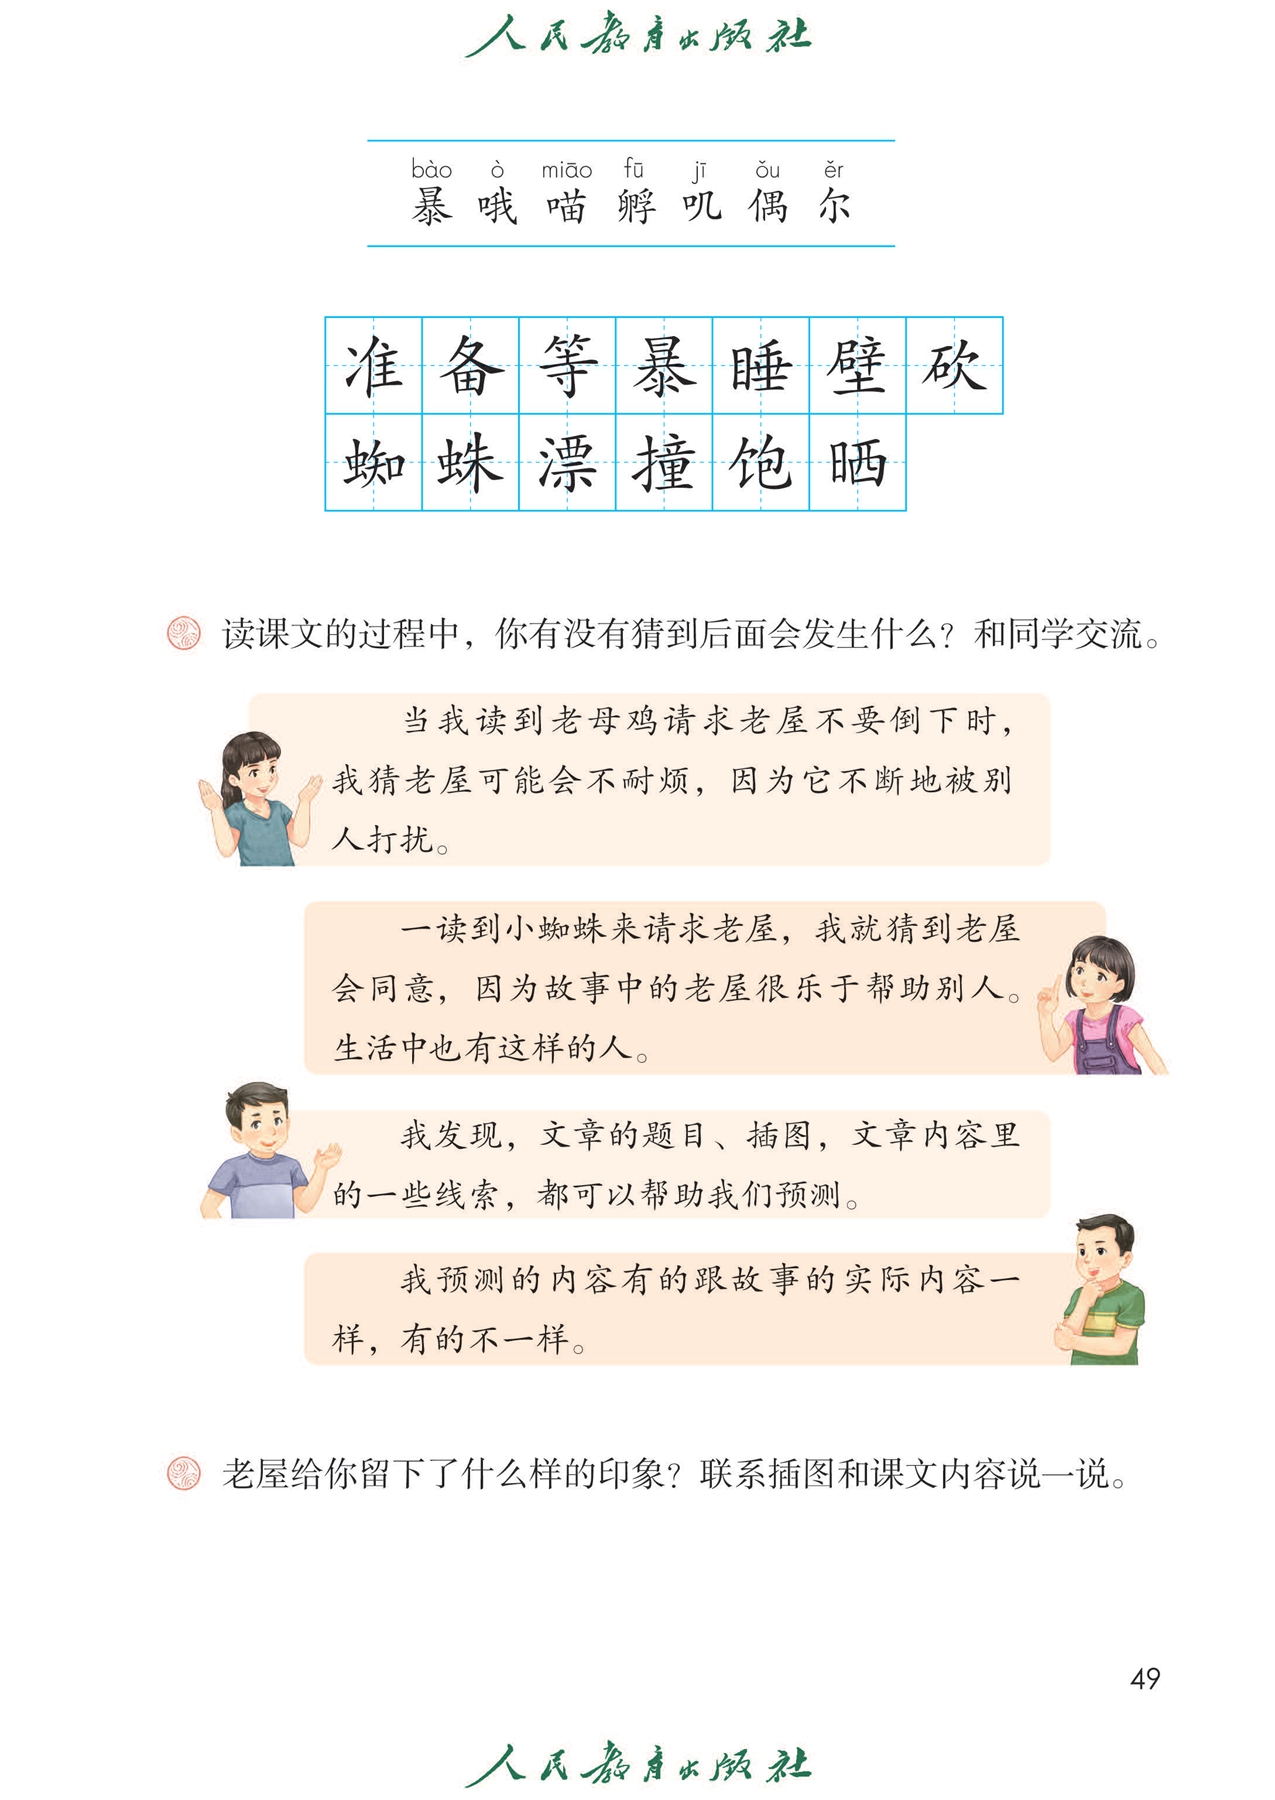 人民教育出版社
bào ò miāo fū jī ǒu ěr
暴 哦 喵 孵 叽 偶 尔
准 备 等 暴 睡 壁 砍
蜘 蛛 漂 撞 饱 晒
读课文的过程中，你有没有猜到后面会发生什么？和同学交流。
当我读到老母鸡请求老屋不要倒下时，
我猜老屋可能会不耐烦，因为它不断地被别
人打扰。
一读到小蜘蛛来请求老屋，我就猜到老屋
会同意，因为故事中的老屋很乐于帮助别人。
生活中也有这样的人。
我发现，文章的题目、插图，文章内容里
的一些线索，都可以帮助我们预测。
我预测的内容有的跟故事的实际内容一
样，有的不一样。
老屋给你留下了什么样的印象？联系插图和课文内容说一说。
49
人民教育出版社